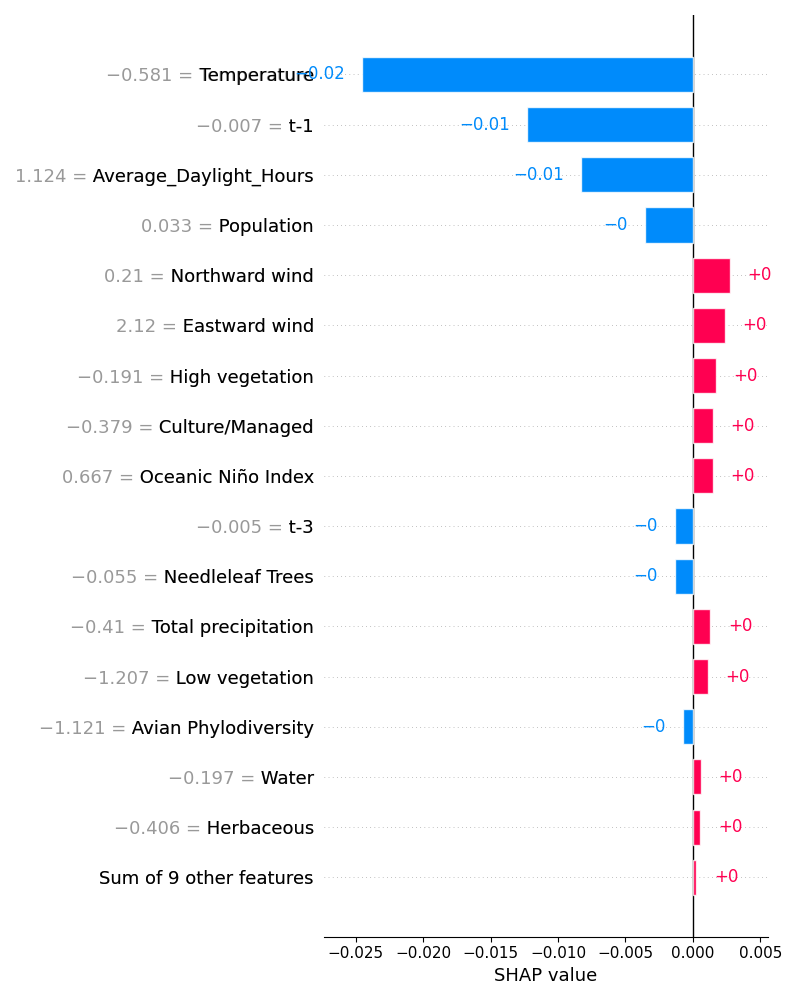 −0.581 = Temperature −0.02
−0.007 = t-1 −0.01
1.124 = Average_Daylight_Hours −0.01
0.033 = Population −0
0.21 = Northward wind +0
2.12 = Eastward wind +0
−0.191 = High vegetation +0
−0.379 = Culture/Managed +0
0.667 = Oceanic Niño Index +0
−0.005 = t-3 −0
−0.055 = Needleleaf Trees −0
−0.41 = Total precipitation +0
−1.207 = Low vegetation +0
−1.121 = Avian Phylodiversity −0
−0.197 = Water +0
−0.406 = Herbaceous +0
Sum of 9 other features +0
−0.025 −0.020 −0.015 −0.010 −0.005 0.000 0.005
SHAP value